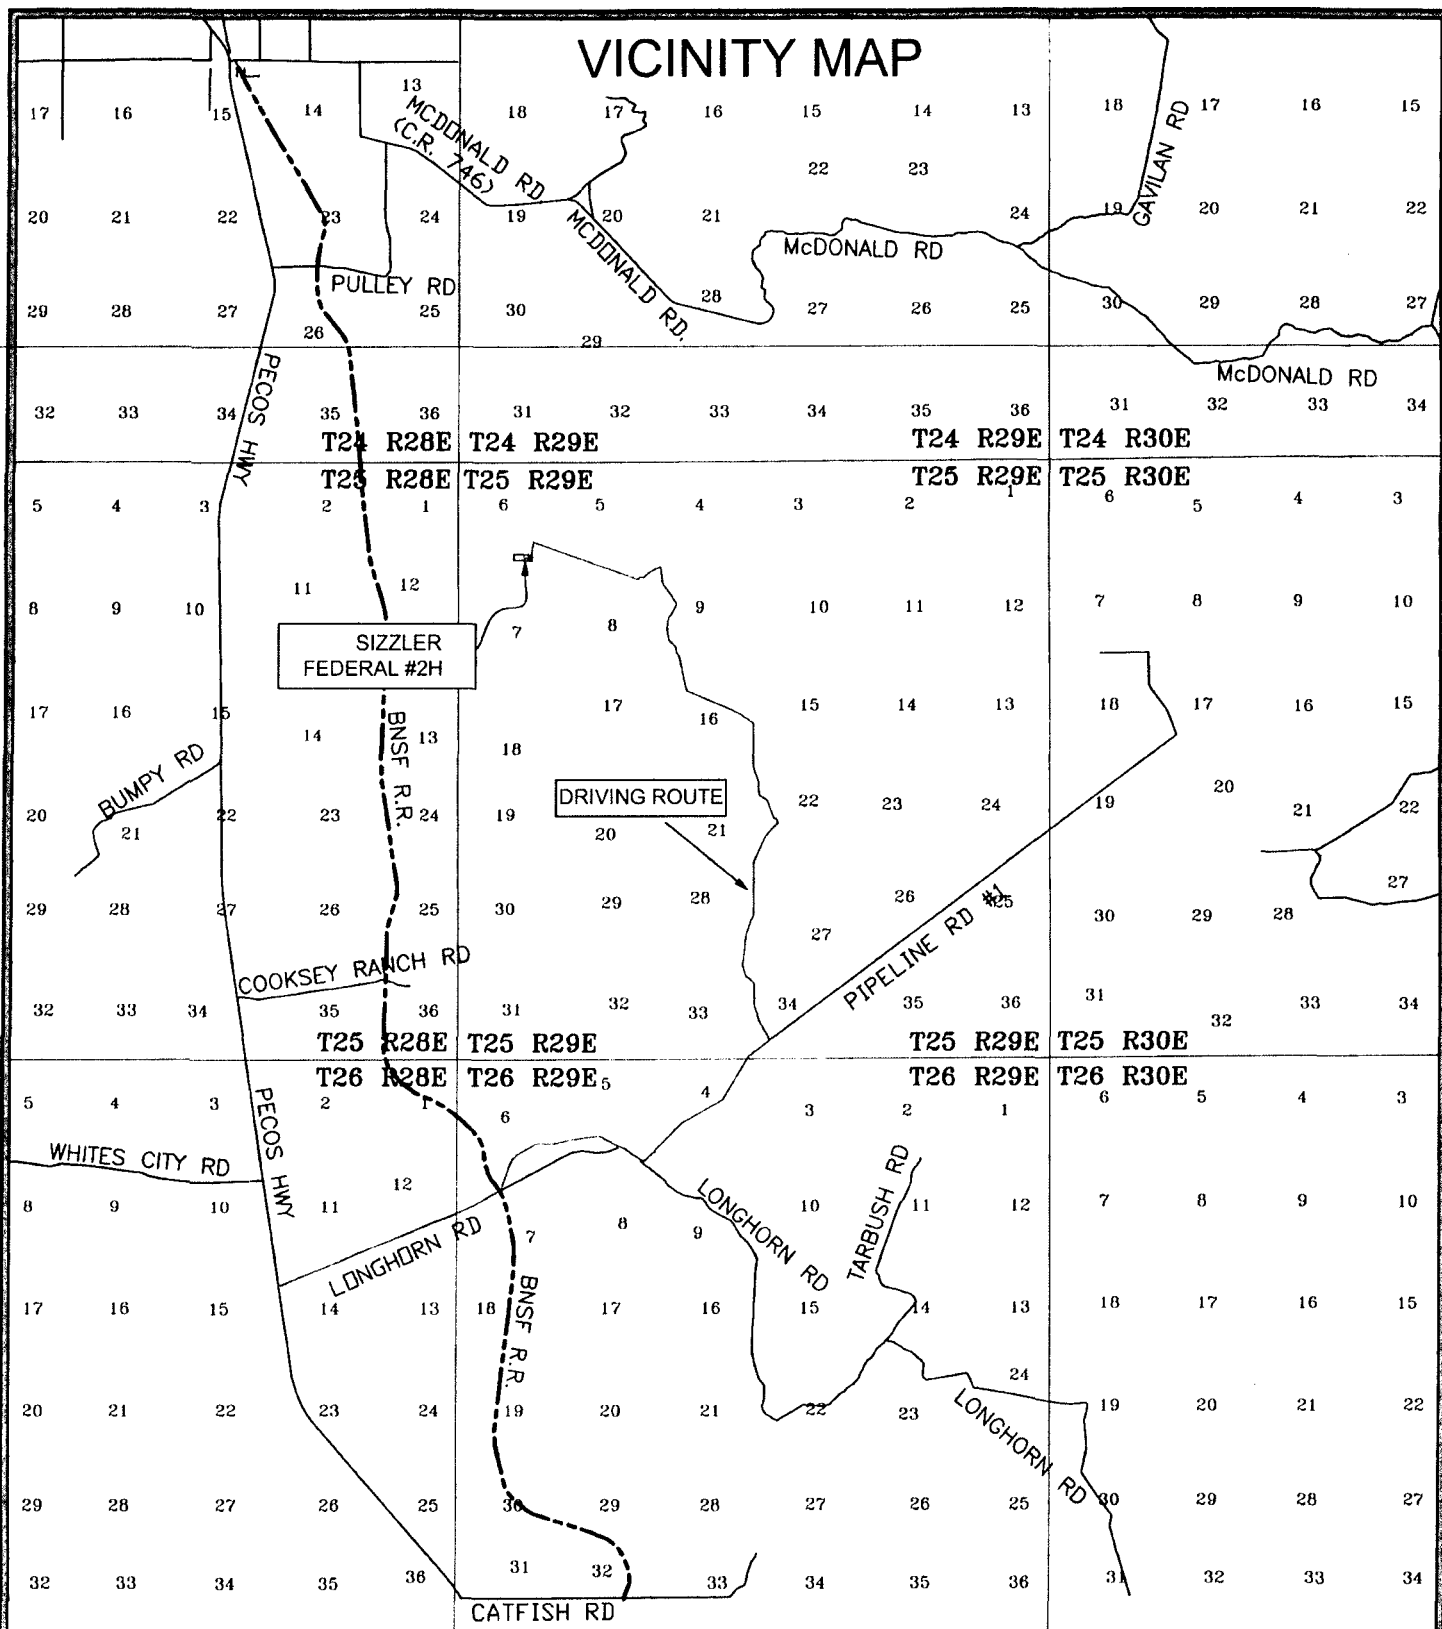 VICINITY MAP
13
17 16 15 14 18 17 16 15 14 13 18 17 16 15
MCDONALD RD
(C.R. 746)
GAVILAN RD
22 23
20 21 22 23 24 19 20 21 24 19 20 21 22
MCDONALD RD.
McDONALD RD
PULLEY RD
29 28 27 26 25 30 29 28 27 26 25 30 29 28 27
PECOS HWY
McDONALD RD
32 33 34 35 36 31 32 33 34 35 36 31 32 33 34
T24 R28E T24 R29E T24 R29E T24 R30E
T25 R28E T25 R29E T25 R29E T25 R30E
5 4 3 2 1 6 5 4 3 2 1 6 5 4 3
8 9 10 11 12 7 8 9 10 11 12 7 8 9 10
SIZZLER
FEDERAL #2H
17 16 15 14 13 18 17 16 15 14 13 18 17 16 15
BNSF R.R.
BUMPY RD
DRIVING ROUTE
20 21 22 23 24 19 20 21 22 23 24 19 20 21 22
29 28 27 26 25 30 29 28 27 26 25 30 29 28 27
PIPELINE RD #1
COOKSEY RANCH RD
32 33 34 35 36 31 32 33 34 35 36 31 32 33 34
T25 R28E T25 R29E T25 R29E T25 R30E
T26 R28E T26 R29E T26 R29E T26 R30E
5 4 3 2 1 6 5 4 3 2 1 6 5 4 3
PECOS HWY
WHITES CITY RD
8 9 10 11 12 7 8 9 10 11 12 7 8 9 10
LONGHORN RD
LONGHORN RD
TARBUSH RD
17 16 15 14 13 18 17 16 15 14 13 18 17 16 15
BNSF R.R.
20 21 22 23 24 19 20 21 22 23 24 19 20 21 22
LONGHORN RD
29 28 27 26 25 30 29 28 27 26 25 30 29 28 27
32 33 34 35 36 31 32 33 34 35 36 31 32 33 34
CATFISH RD